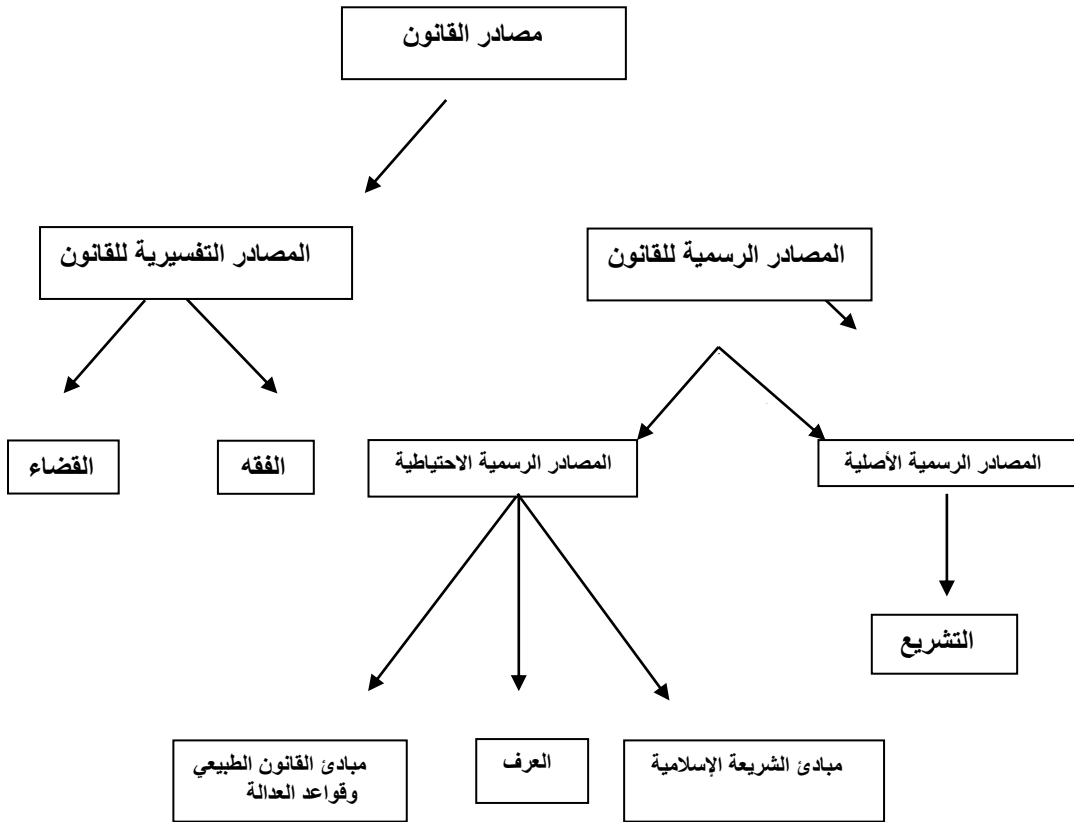 مصادر القانون
المصادر الرسمية للقانون
المصادر التفسيرية للقانون
المصادر الرسمية الأصلية
المصادر الرسمية الاحتياطية
الفقه
القضاء
التشريع
مبادئ الشريعة الإسلامية
العرف
مبادئ القانون الطبيعي
وقواعد العدالة